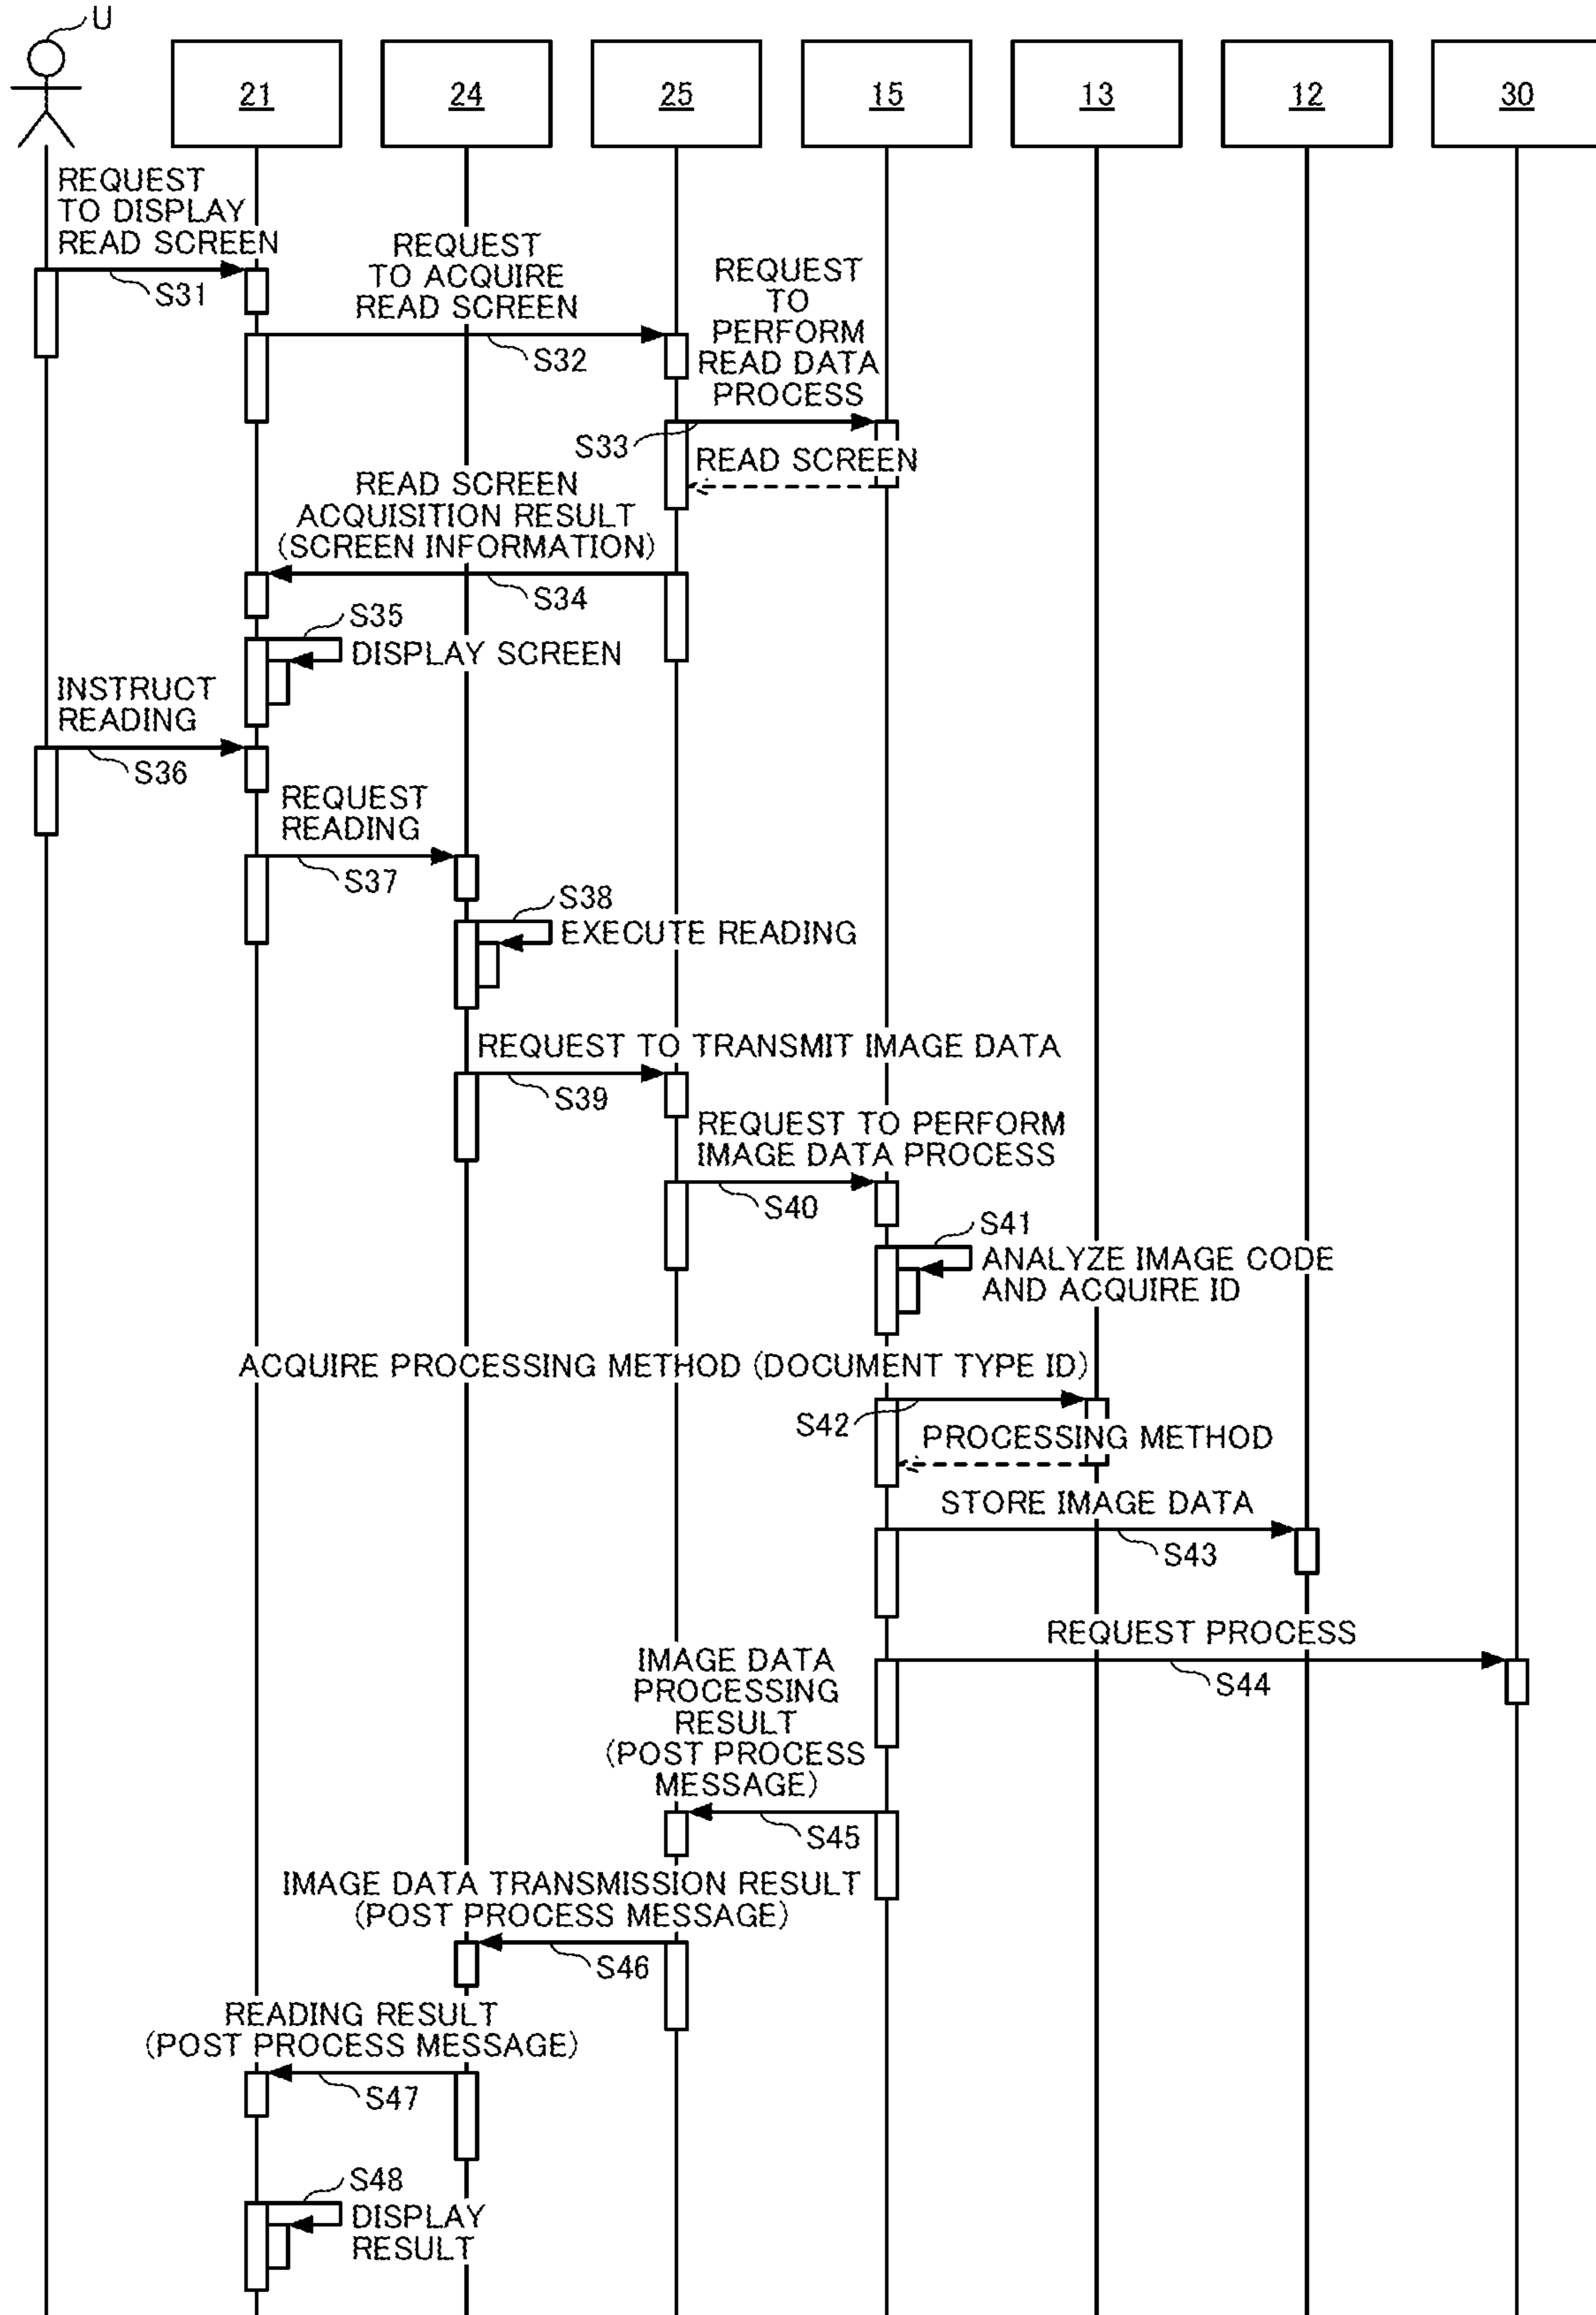 U
21
24
25
15
13
12
30
REQUEST
TO DISPLAY
READ SCREEN
S31
REQUEST
TO ACQUIRE
READ SCREEN
S32
REQUEST
TO
PERFORM
READ DATA
PROCESS
S33
READ SCREEN
READ SCREEN
ACQUISITION RESULT
(SCREEN INFORMATION)
S34
S35
DISPLAY SCREEN
INSTRUCT
READING
S36
REQUEST
READING
S37
S38
EXECUTE READING
REQUEST TO TRANSMIT IMAGE DATA
S39
REQUEST TO PERFORM
IMAGE DATA PROCESS
S40
S41
ANALYZE IMAGE CODE
AND ACQUIRE ID
ACQUIRE PROCESSING METHOD (DOCUMENT TYPE ID)
S42
PROCESSING METHOD
STORE IMAGE DATA
S43
REQUEST PROCESS
S44
IMAGE DATA
PROCESSING
RESULT
(POST PROCESS
MESSAGE)
S45
IMAGE DATA TRANSMISSION RESULT
(POST PROCESS MESSAGE)
S46
READING RESULT
(POST PROCESS MESSAGE)
S47
S48
DISPLAY
RESULT